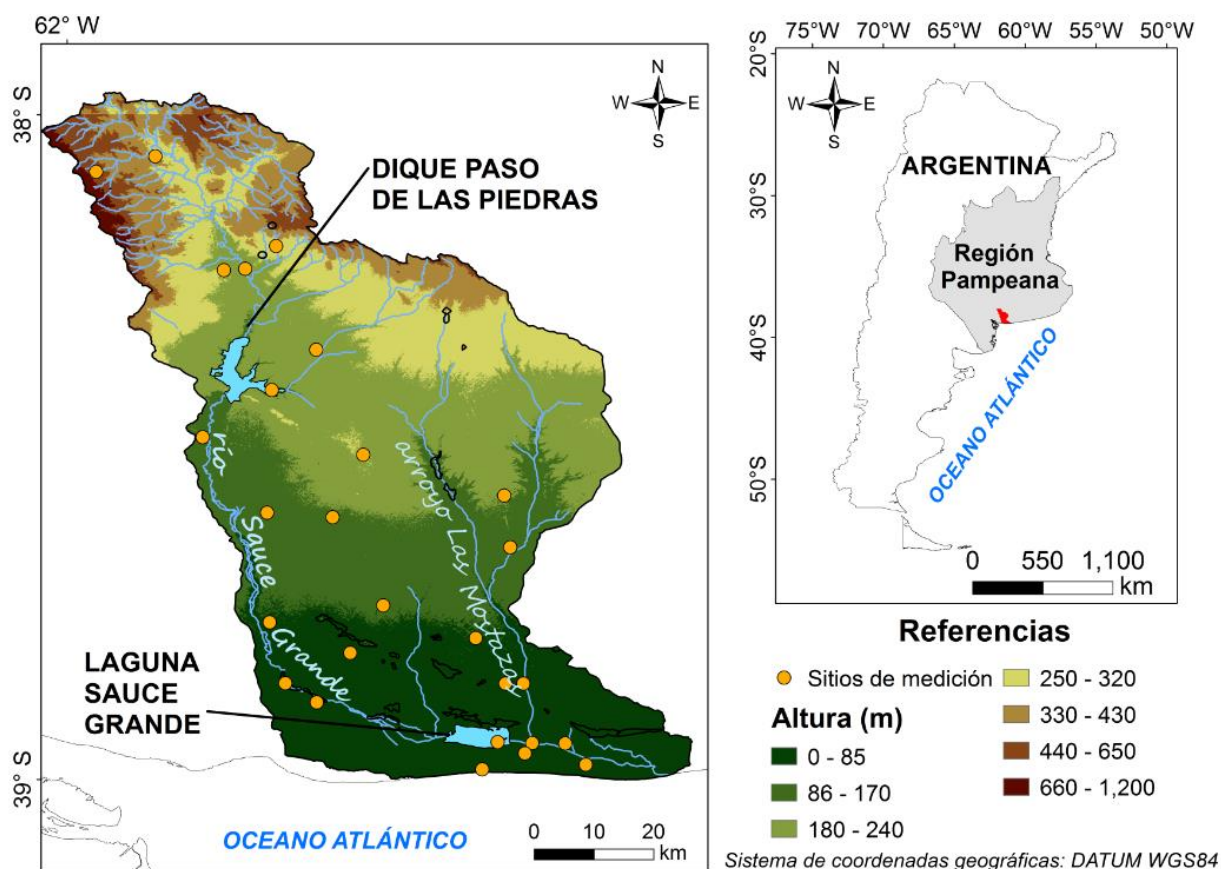 62° W
38° S
39° S
N
W E
S
DIQUE PASO
DE LAS PIEDRAS
río
Sauce
Grande
arroyo Las Mostazas
LAGUNA
SAUCE
GRANDE
OCEANO ATLÁNTICO
0 10 20
km
75°W 70°W 65°W 60°W 55°W 50°W
20°S
30°S
40°S
50°S
N
W E
S
ARGENTINA
Región
Pampeana
OCEANO ATLÁNTICO
0 550 1,100
km
Referencias
Sitios de medición
Altura (m)
0 - 85
86 - 170
180 - 240
250 - 320
330 - 430
440 - 650
660 - 1,200
Sistema de coordenadas geográficas: DATUM WGS84